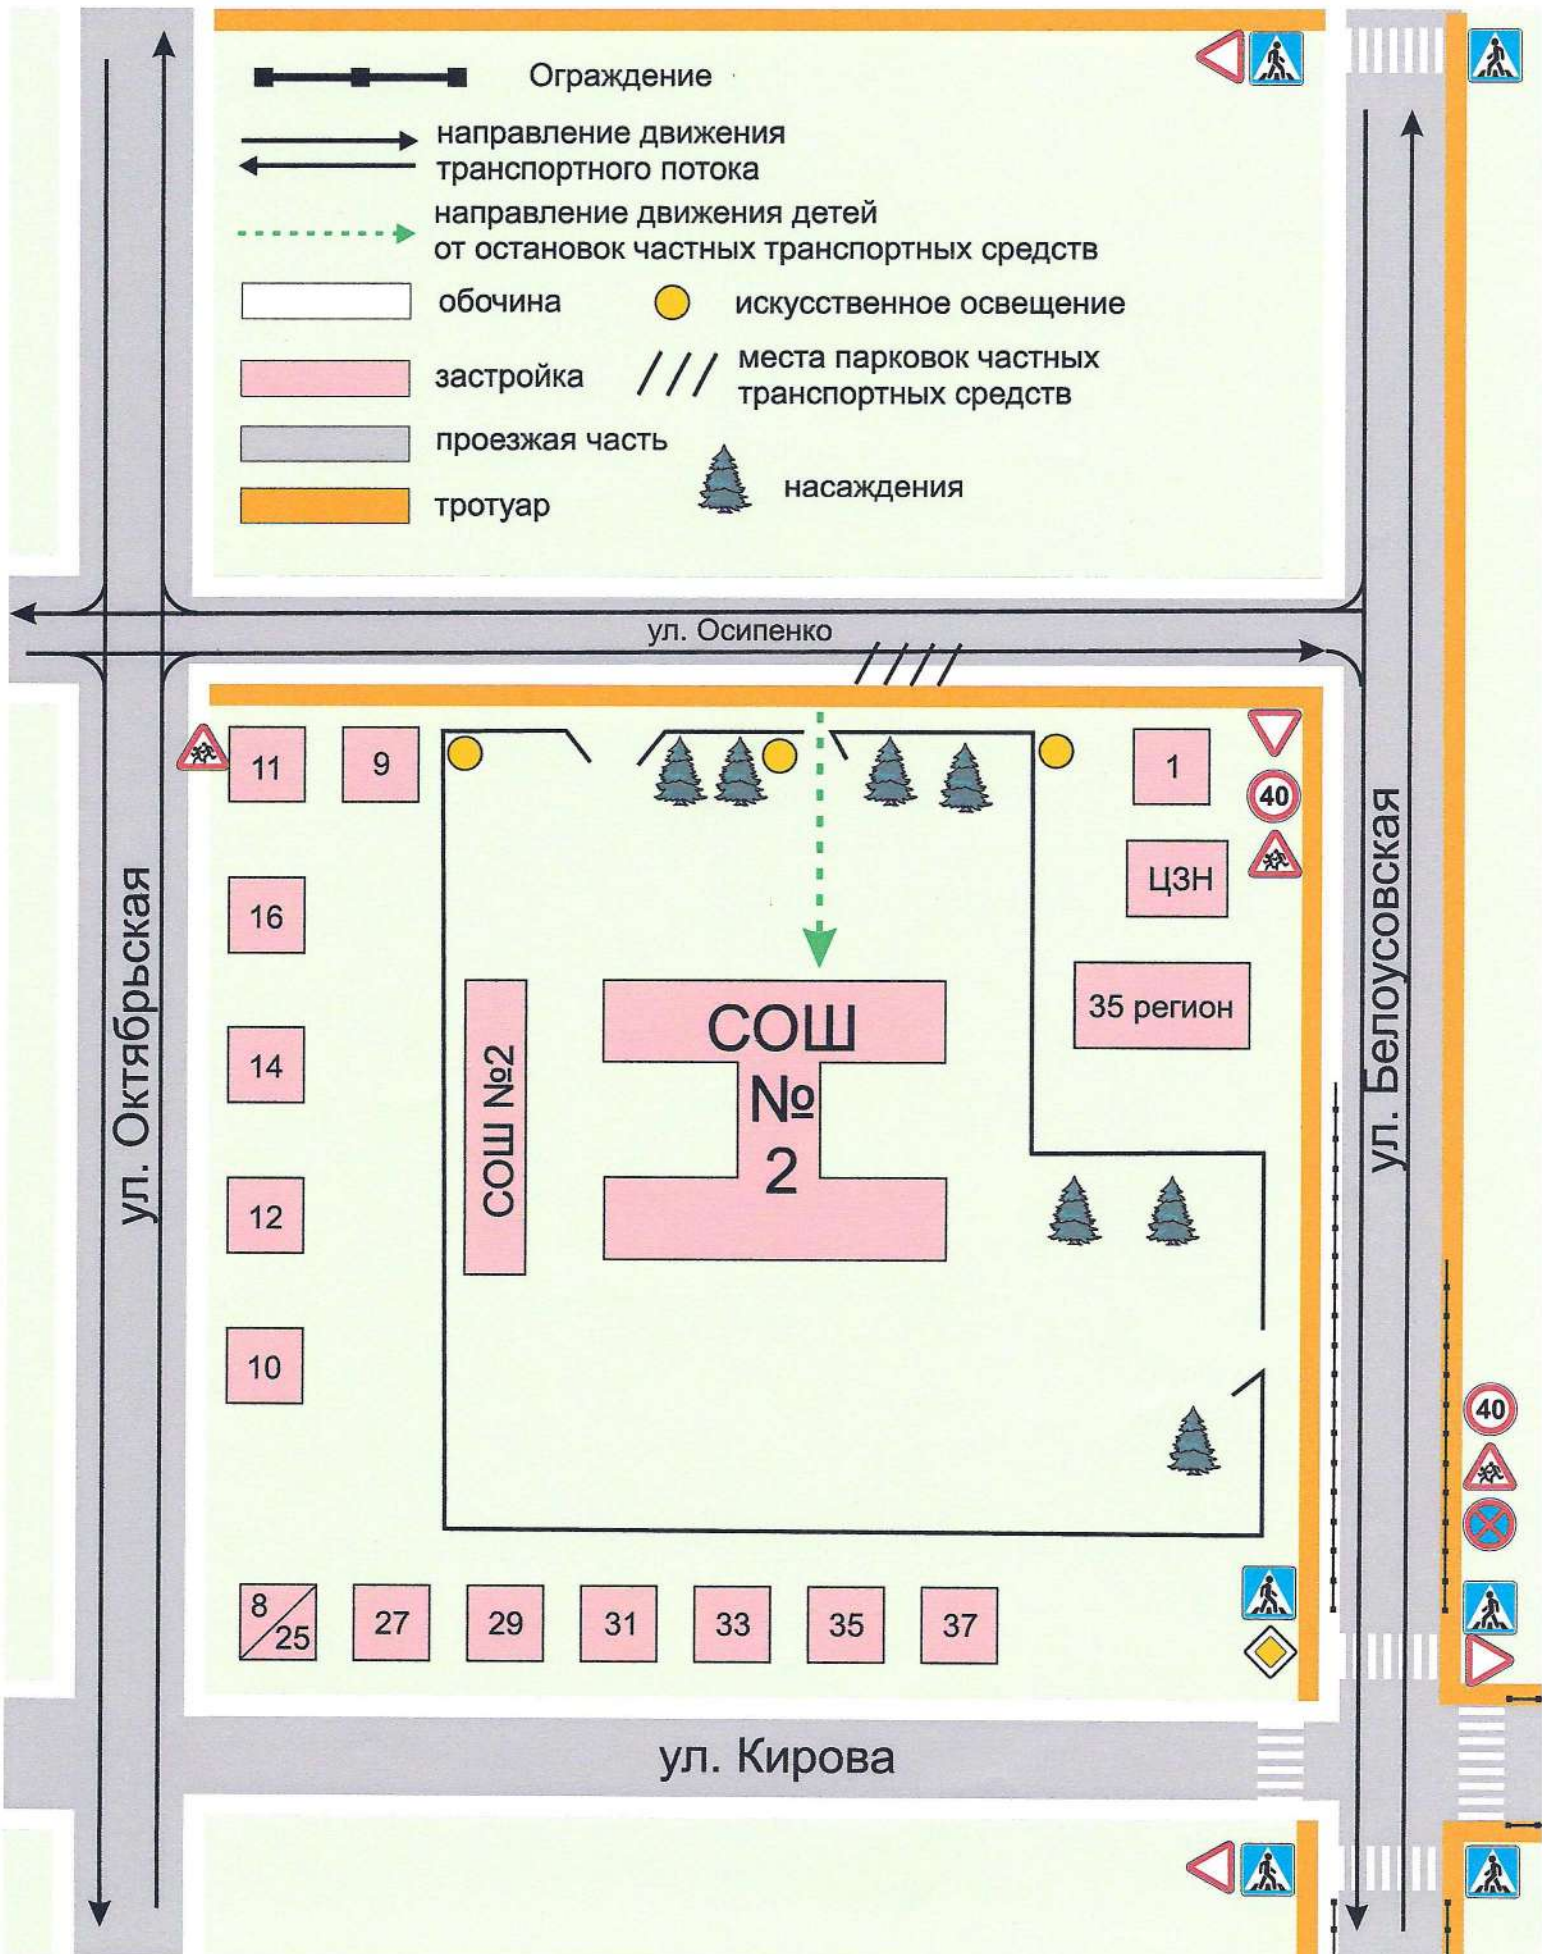 Ограждение
направление движения
транспортного потока
направление движения детей
от остановок частных транспортных средств
обочина
искусственное освещение
застройка
места парковок частных
транспортных средств
проезжая часть
насаждения
тротуар
ул. Осипенко
11
9
1
40
16
ЦЗН
35 регион
ул. Октябрьская
ул. Белоусовская
14
СОШ №2
СОШ
№
2
12
10
40
8
25
27
29
31
33
35
37
ул. Кирова